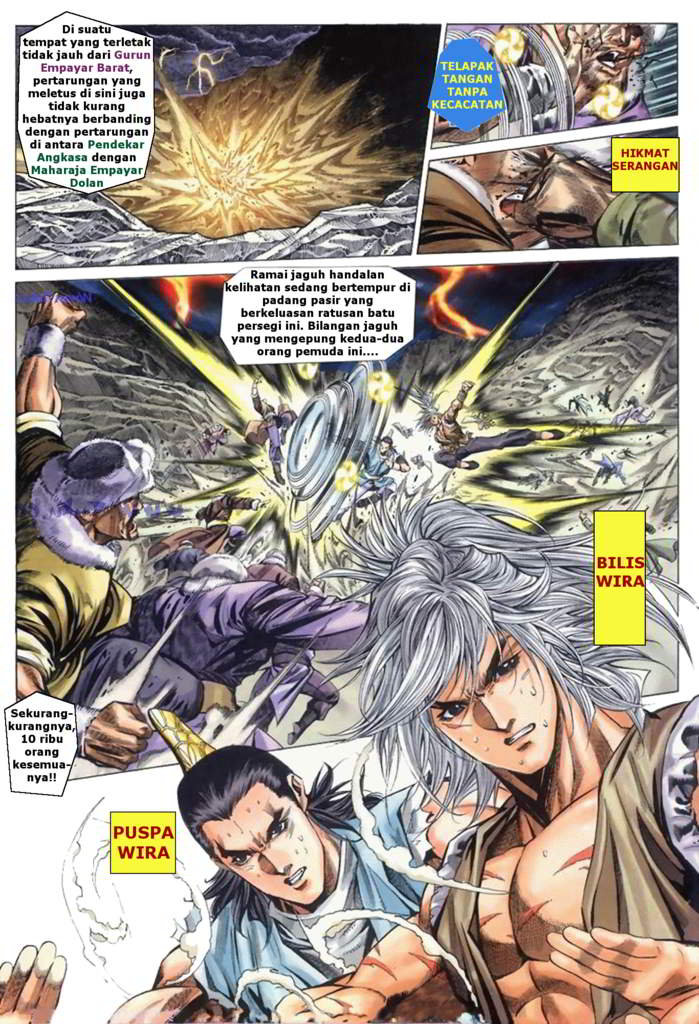 Di suatu
tempat yang terletak
tidak jauh dari Gurun
Empayar Barat,
pertarungan yang
meletus di sini juga
tidak kurang
hebatnya berbanding
dengan pertarungan
di antara Pendekar
Angkasa dengan
Maharaja Empayar
Dolan
TELAPAK
TANGAN
TANPA
KECACATAN
HIKMAT
SERANGAN
Ramai jaguh handalan
kelihatan sedang bertempur di
padang pasir yang
berkeluasan ratusan batu
persegi ini. Bilangan jaguh
yang mengepung kedua-dua
orang pemuda ini....
BILIS
WIRA
Sekurang-
kurangnya,
10 ribu
orang
kesemua-
nya!!
PUSPA
WIRA